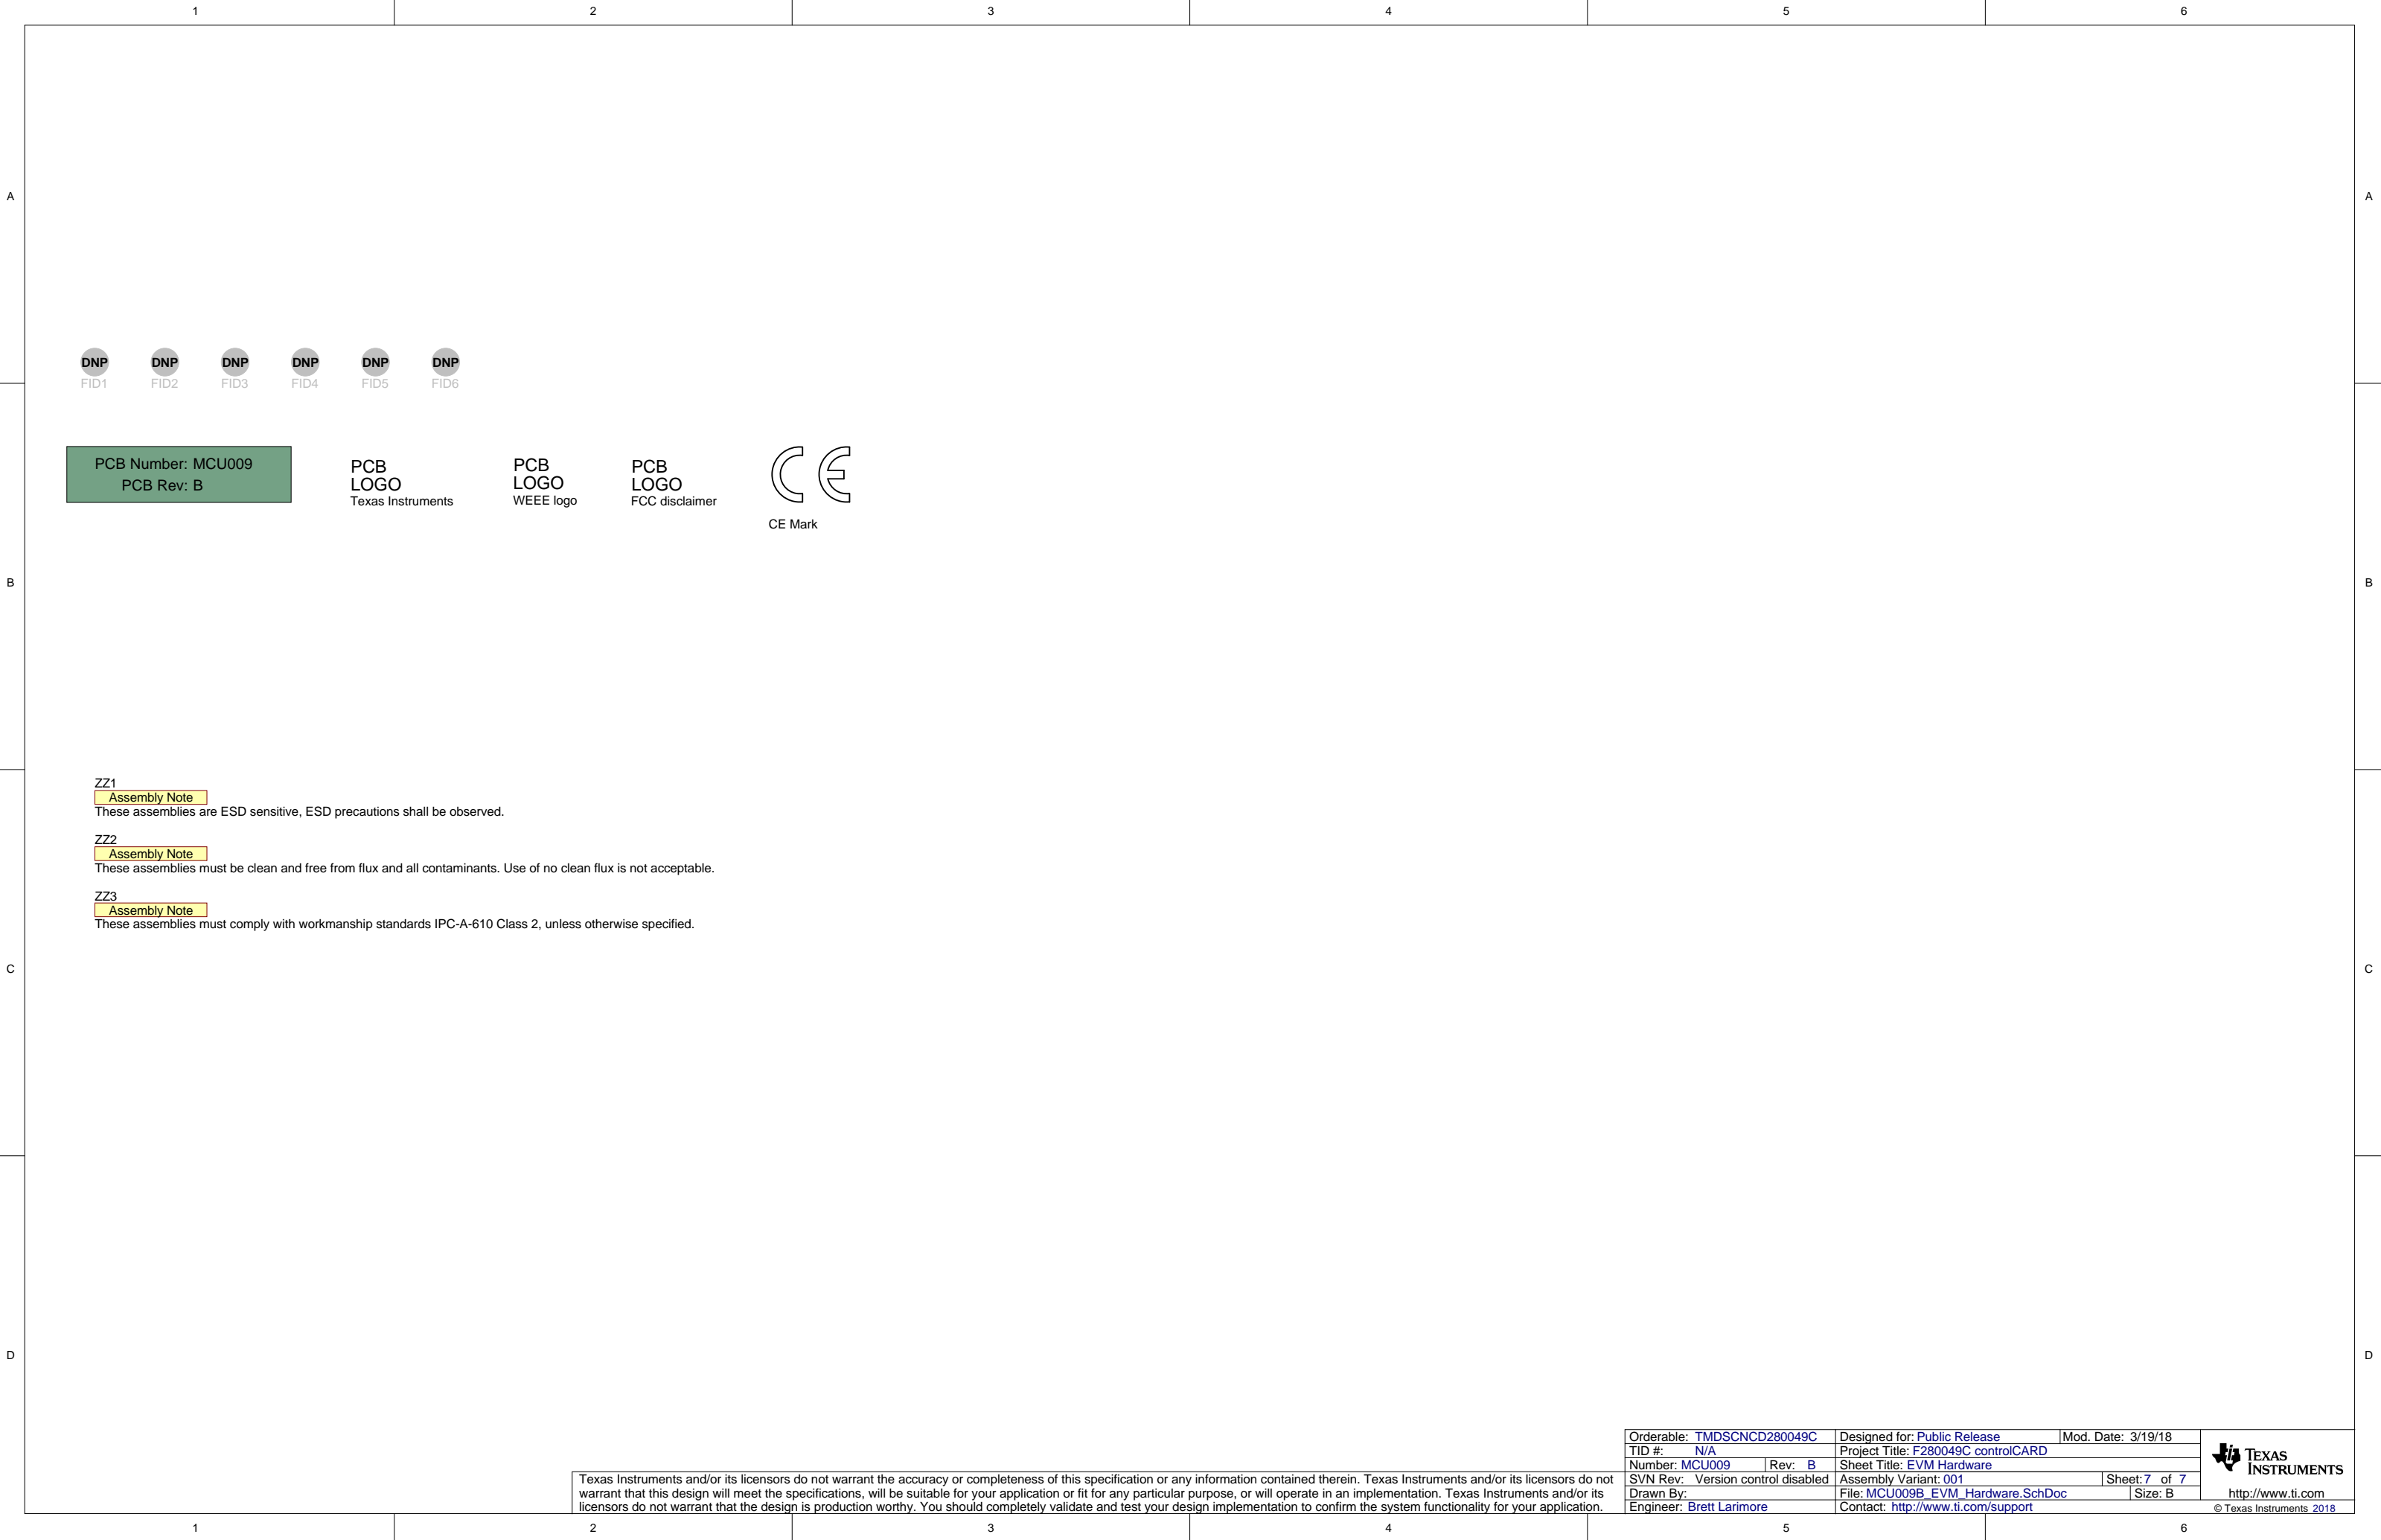 1 2 3 4 5 6
A A
DNP DNP DNP DNP DNP DNP
FID1 FID2 FID3 FID4 FID5 FID6
PCB Number: MCU009
PCB Rev: B
PCB
LOGO
Texas Instruments
PCB
LOGO
WEEE logo
PCB
LOGO
FCC disclaimer
CE
CE Mark
B B
ZZ1
Assembly Note
These assemblies are ESD sensitive, ESD precautions shall be observed.
ZZ2
Assembly Note
These assemblies must be clean and free from flux and all contaminants. Use of no clean flux is not acceptable.
ZZ3
Assembly Note
These assemblies must comply with workmanship standards IPC-A-610 Class 2, unless otherwise specified.
C C
D D
Texas Instruments and/or its licensors do not warrant the accuracy or completeness of this specification or any information contained therein. Texas Instruments and/or its licensors do not
warrant that this design will meet the specifications, will be suitable for your application or fit for any particular purpose, or will operate in an implementation. Texas Instruments and/or its
licensors do not warrant that the design is production worthy. You should completely validate and test your design implementation to confirm the system functionality for your application.
Orderable: TMDSCNCD280049C Designed for: Public Release Mod. Date: 3/19/18
TID #: N/A Project Title: F280049C controlCARD
Number: MCU009 Rev: B Sheet Title: EVM Hardware
SVN Rev: Version control disabled Assembly Variant: 001 Sheet: 7 of 7
Drawn By: File: MCU009B_EVM_Hardware.SchDoc Size: B
Engineer: Brett Larimore Contact: http://www.ti.com/support
TEXAS
INSTRUMENTS
http://www.ti.com
© Texas Instruments 2018
1 2 3 4 5 6